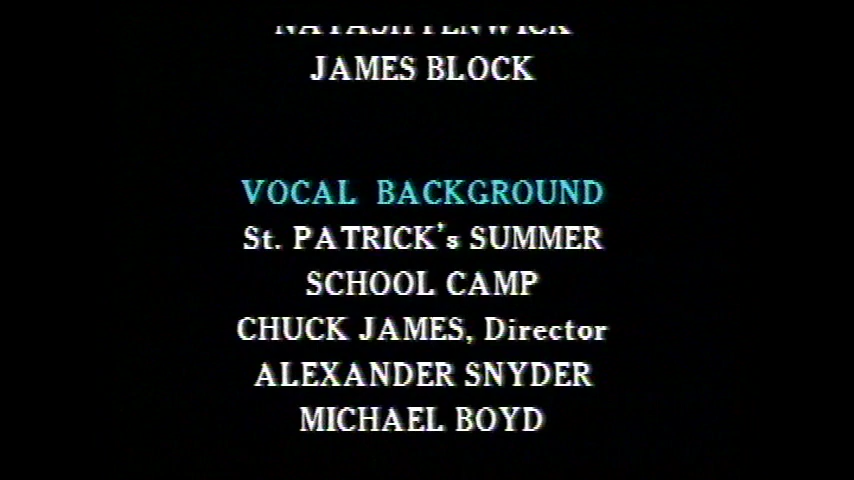 JAMES BLOCK
VOCAL BACKGROUND
St. PATRICK's SUMMER
SCHOOL CAMP
CHUCK JAMES, Director
ALEXANDER SNYDER
MICHAEL BOYD